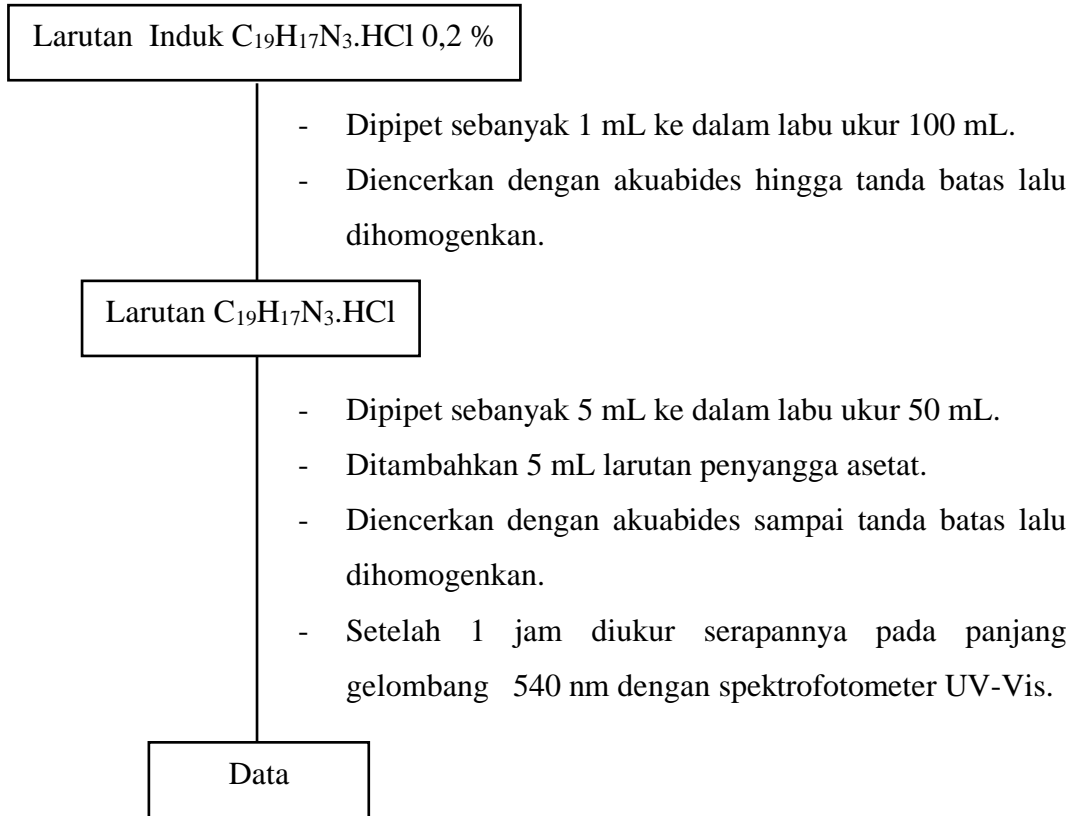 Larutan Induk C₁₉H₁₇N₃.HCl 0,2 %
- Dipipet sebanyak 1 mL ke dalam labu ukur 100 mL.
- Diencerkan dengan akuabides hingga tanda batas lalu
dihomogenkan.
Larutan C₁₉H₁₇N₃.HCl
- Dipipet sebanyak 5 mL ke dalam labu ukur 50 mL.
- Ditambahkan 5 mL larutan penyangga asetat.
- Diencerkan dengan akuabides sampai tanda batas lalu
dihomogenkan.
- Setelah 1 jam diukur serapannya pada panjang
gelombang 540 nm dengan spektrofotometer UV-Vis.
Data